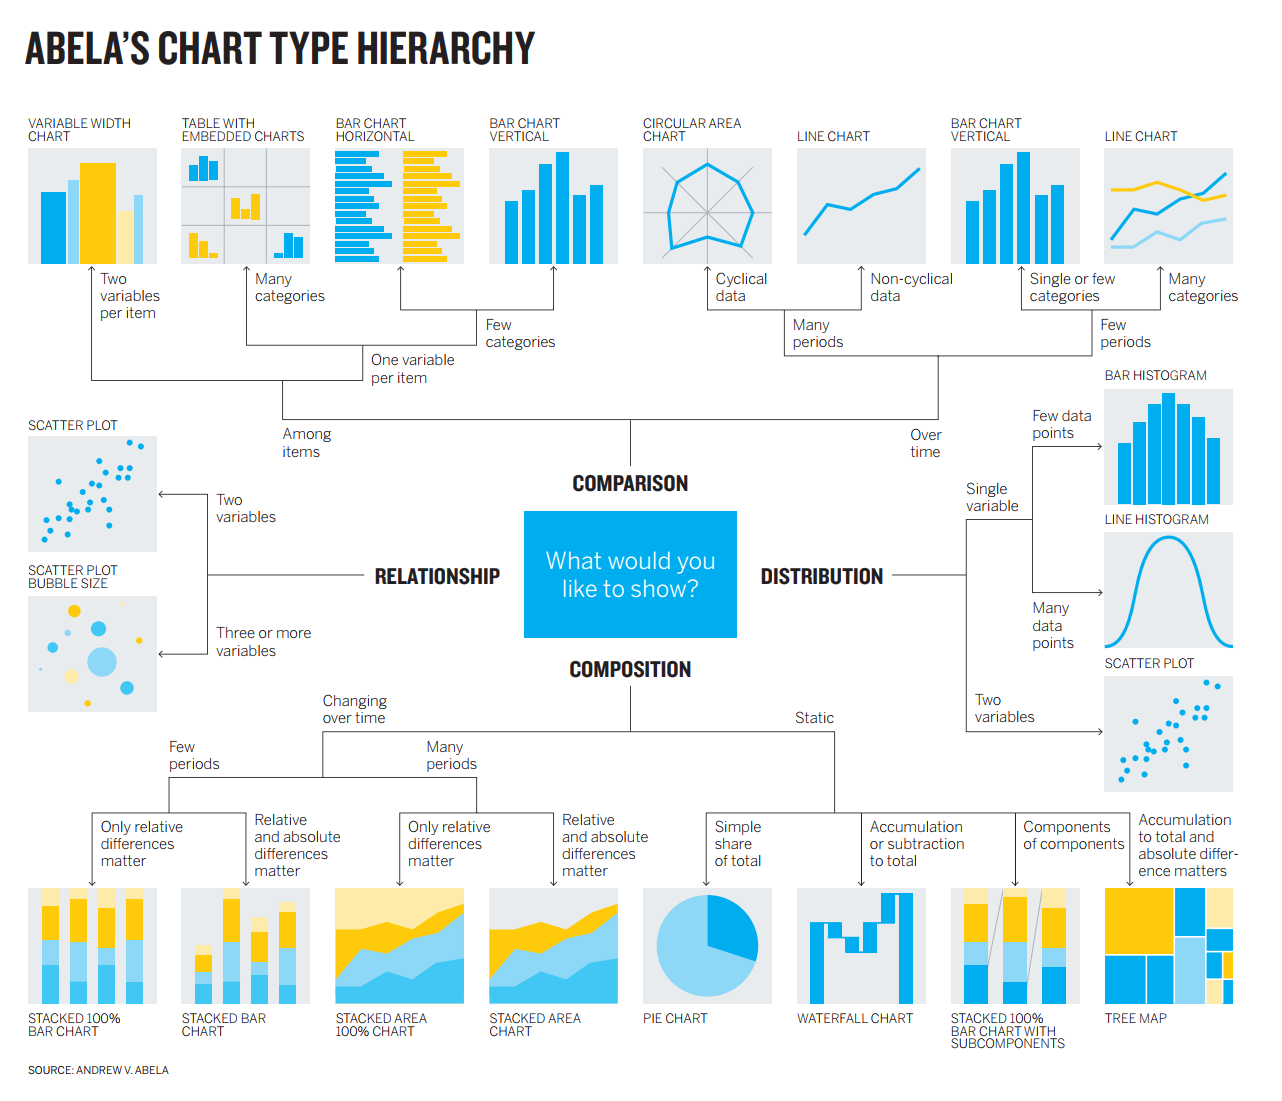 ABELA'S CHART TYPE HIERARCHY
VARIABLE WIDTH
CHART
TABLE WITH
EMBEDDED CHARTS
BAR CHART
HORIZONTAL
BAR CHART
VERTICAL
CIRCULAR AREA
CHART
LINE CHART
BAR CHART
VERTICAL
LINE CHART
Two
variables
per item
Many
categories
Few
categories
One variable
per item
Cyclical
data
Non-cyclical
data
Many
periods
Single or few
categories
Many
categories
Few
periods
Among
items
Over
time
COMPARISON
What would you
like to show?
SCATTER PLOT
Two
variables
SCATTER PLOT
BUBBLE SIZE
Three or more
variables
RELATIONSHIP
DISTRIBUTION
Single
variable
Few data
points
BAR HISTOGRAM
LINE HISTOGRAM
Many
data
points
Two
variables
SCATTER PLOT
COMPOSITION
Changing
over time
Static
Few
periods
Many
periods
Only relative
differences
matter
Relative
and absolute
differences
matter
Only relative
differences
matter
Relative
and absolute
differences
matter
Simple
share
of total
Accumulation
or subtraction
to total
Components
of components
Accumulation
to total and
absolute differ-
ence matters
STACKED 100%
BAR CHART
STACKED BAR
CHART
STACKED AREA
100% CHART
STACKED AREA
CHART
PIE CHART
WATERFALL CHART
STACKED 100%
BAR CHART WITH
SUBCOMPONENTS
TREE MAP
SOURCE: ANDREW V. ABELA